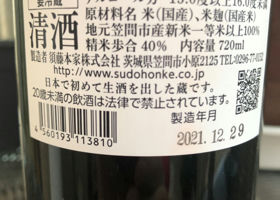 要冷蔵
アルコール分 15.0度以上16.0度未満
清酒
原材料名 米(国産)、米麹(国産)
地元笠間市産新米一等米以上100%
精米歩合 40% 内容量 720ml
製造者 須藤本家株式会社 茨城県笠間市小原2125 TEL0296-77-0152
http://www.sudohonke.co.jp
日本で初めて生酒を出した蔵です。
20歳未満の飲酒は法律で禁止されています。
4 560193 113810
製造年月
2021.12.29